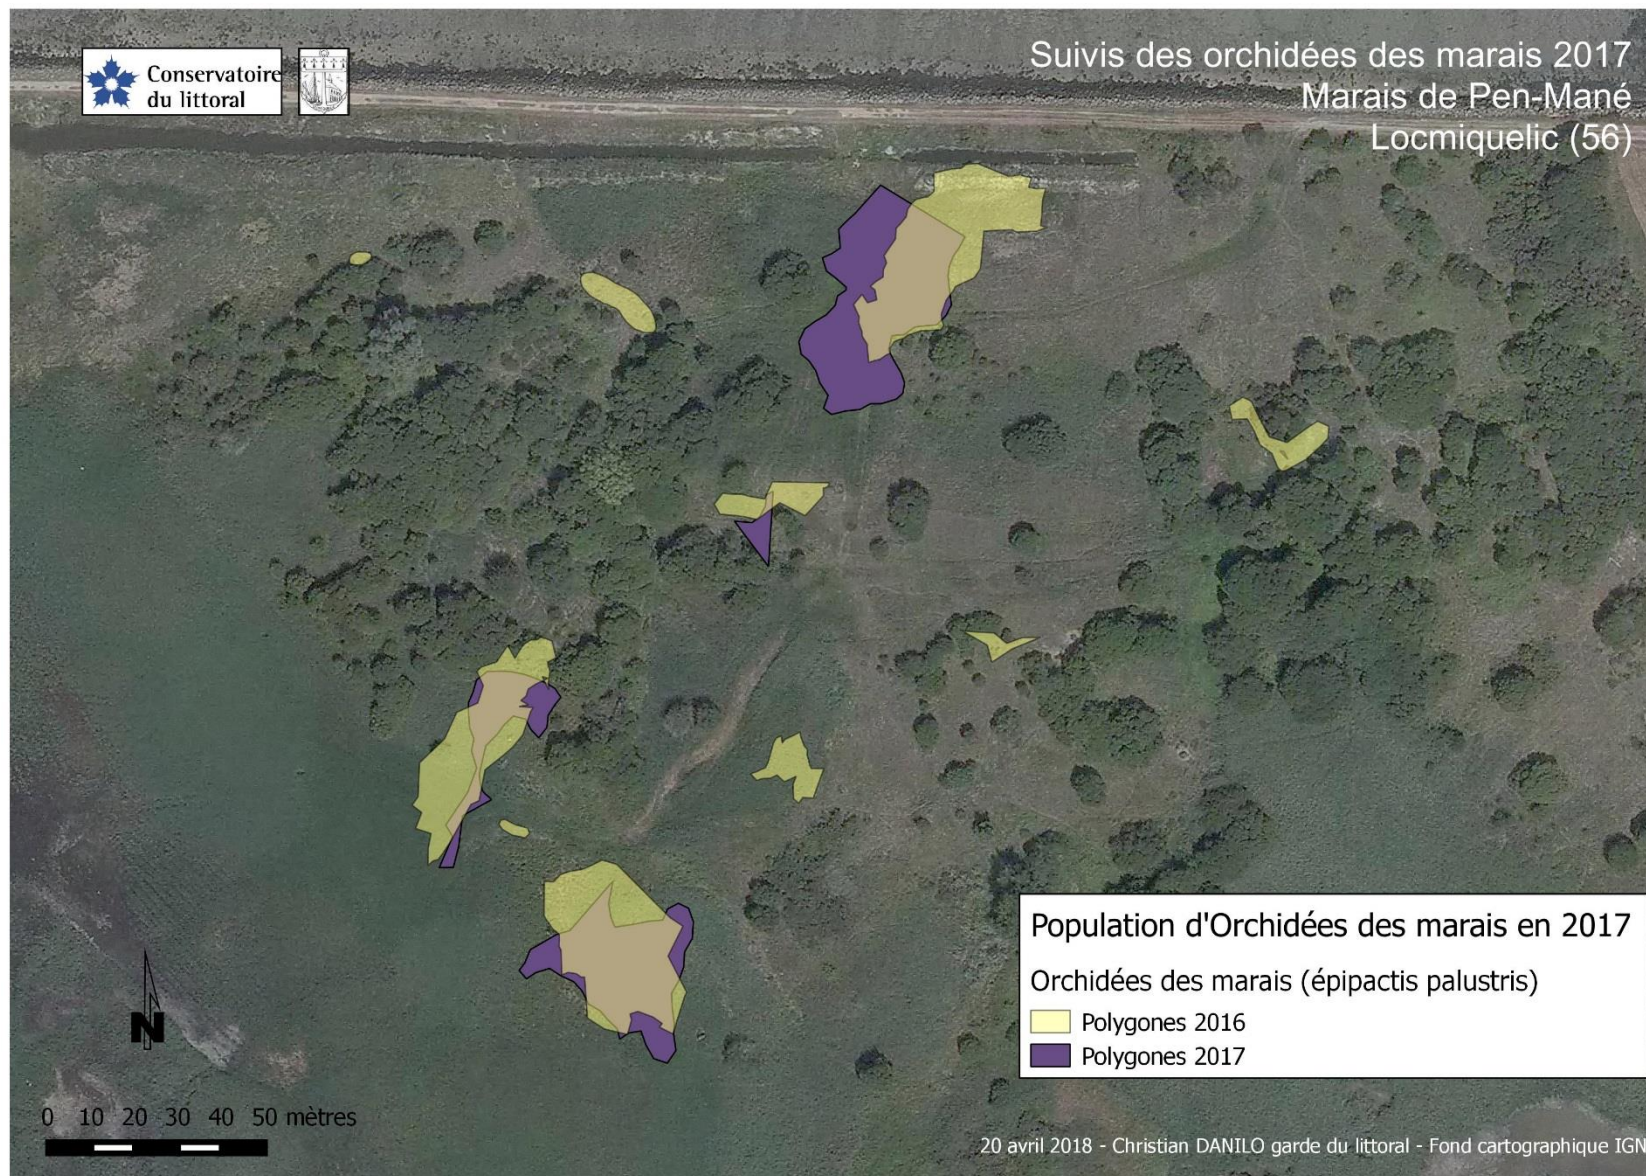 Conservatoire
du littoral
Suivis des orchidées des marais 2017
Marais de Pen-Mané
Locmiquelic (56)
Population d'Orchidées des marais en 2017
Orchidées des marais (épipactis palustris)
Polygones 2016
Polygones 2017
N
0 10 20 30 40 50 mètres
20 avril 2018 - Christian DANILO garde du littoral - Fond cartographique IGN